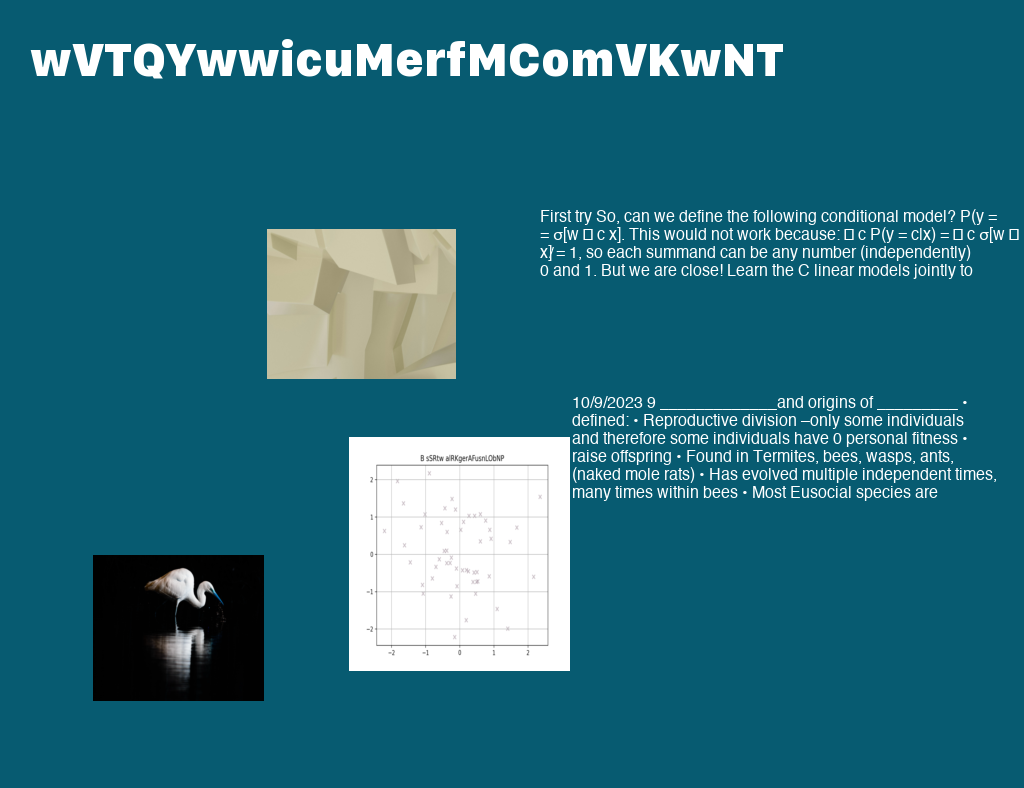 wVTQYwwicuMerfMComVKwNT
First try So, can we define the following conditional model? P(y =
= σ[w □ c x]. This would not work because: □ c P(y = c|x) = □ c σ[w □
x]̸ = 1, so each summand can be any number (independently)
0 and 1. But we are close! Learn the C linear models jointly to
10/9/2023 9 _____________and origins of _________ •
defined: • Reproductive division –only some individuals
and therefore some individuals have 0 personal fitness •
raise offspring • Found in Termites, bees, wasps, ants,
(naked mole rats) • Has evolved multiple independent times,
many times within bees • Most Eusocial species are
B sSRtw alRKgerAFusnLObNP
2
1
0
−1
−2
−2 −1 0 1 2